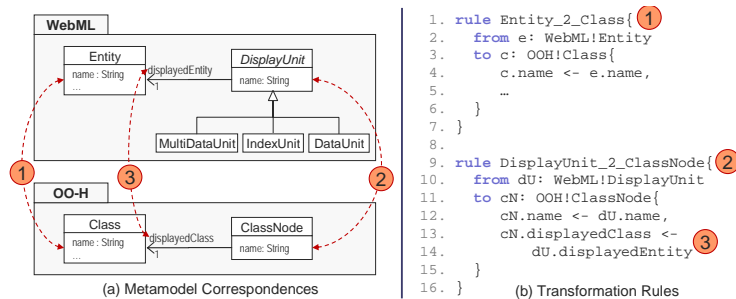 WebML
Entity
name : String
...
displayedEntity
1
DisplayUnit
name: String
MultiDataUnit
IndexUnit
DataUnit
1
3
2
OO-H
Class
name : String
...
displayedClass
1
ClassNode
name: String
(a) Metamodel Correspondences
1. rule Entity_2_Class{ 1
2. from e: WebML!Entity
3. to c: OOH!Class{
4. c.name <- e.name,
5. …
6. }
7. }
8.
9. rule DisplayUnit_2_ClassNode{ 2
10. from dU: WebML!DisplayUnit
11. to cN: OOH!ClassNode{
12. cN.name <- dU.name,
13. cN.displayedClass <- 3
14. dU.displayedEntity
15. }
16. }
(b) Transformation Rules